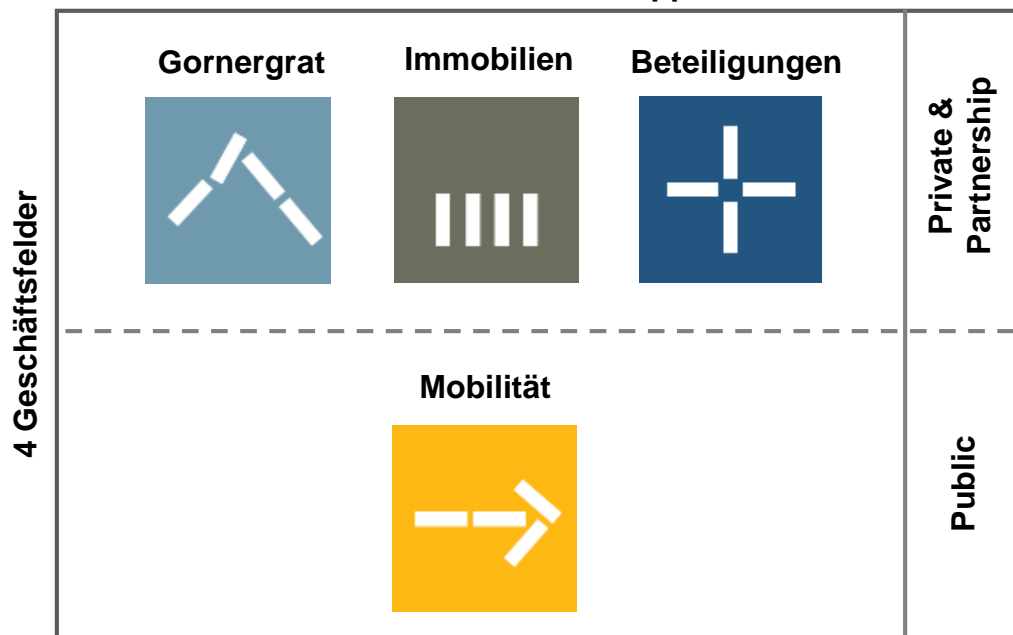 Gornergrat
Immobilien
Beteiligungen
Private &
Partnership
4 Geschäftsfelder
Mobilität
Public